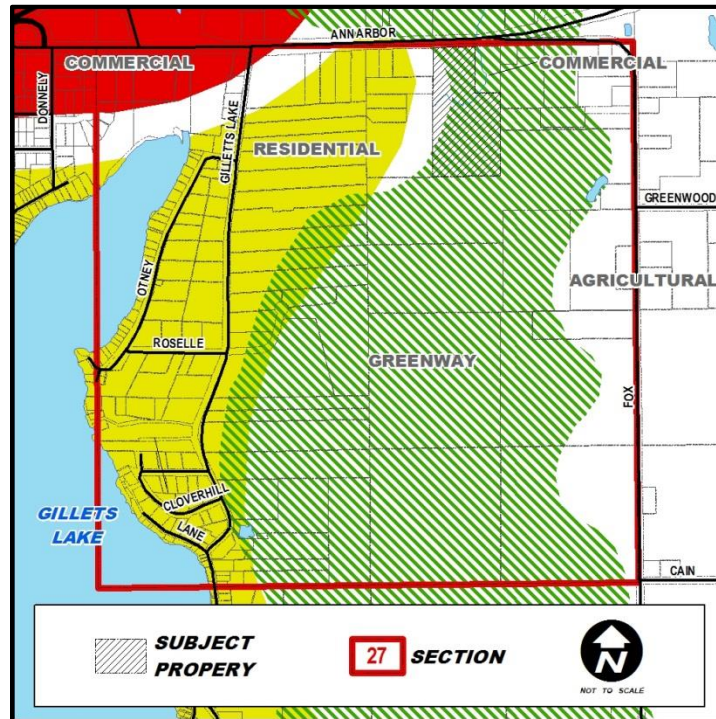 ANN ARBOR
COMMERCIAL
COMMERCIAL
DONNELY
GILLETTS LAKE
RESIDENTIAL
GREENWOOD
OTNEY
AGRICULTURAL
ROSELLE
GREENWAY
FOX
CLOVERHILL
GILLETS
LAKE
LANE
CAIN
SUBJECT
PROPERY
27 SECTION
N
NOT TO SCALE